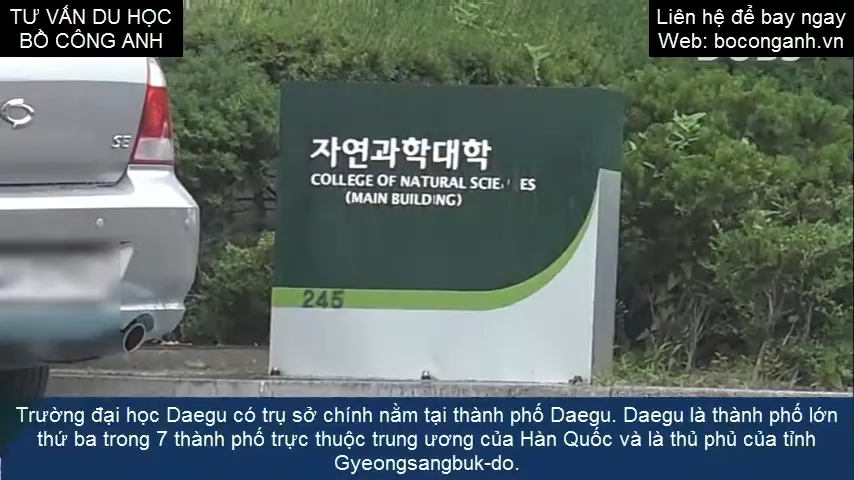 TƯ VẤN DU HỌC
BỒ CÔNG ANH
Liên hệ để bay ngay
Web: boconganh.vn
SE
자연과학대학
COLLEGE OF NATURAL SCIE  ES
(MAIN BUILDING)
245
Trường đại học Daegu có trụ sở chính nằm tại thành phố Daegu. Daegu là thành phố lớn
thứ ba trong 7 thành phố trực thuộc trung ương của Hàn Quốc và là thủ phủ của tỉnh
Gyeongsangbuk-do.